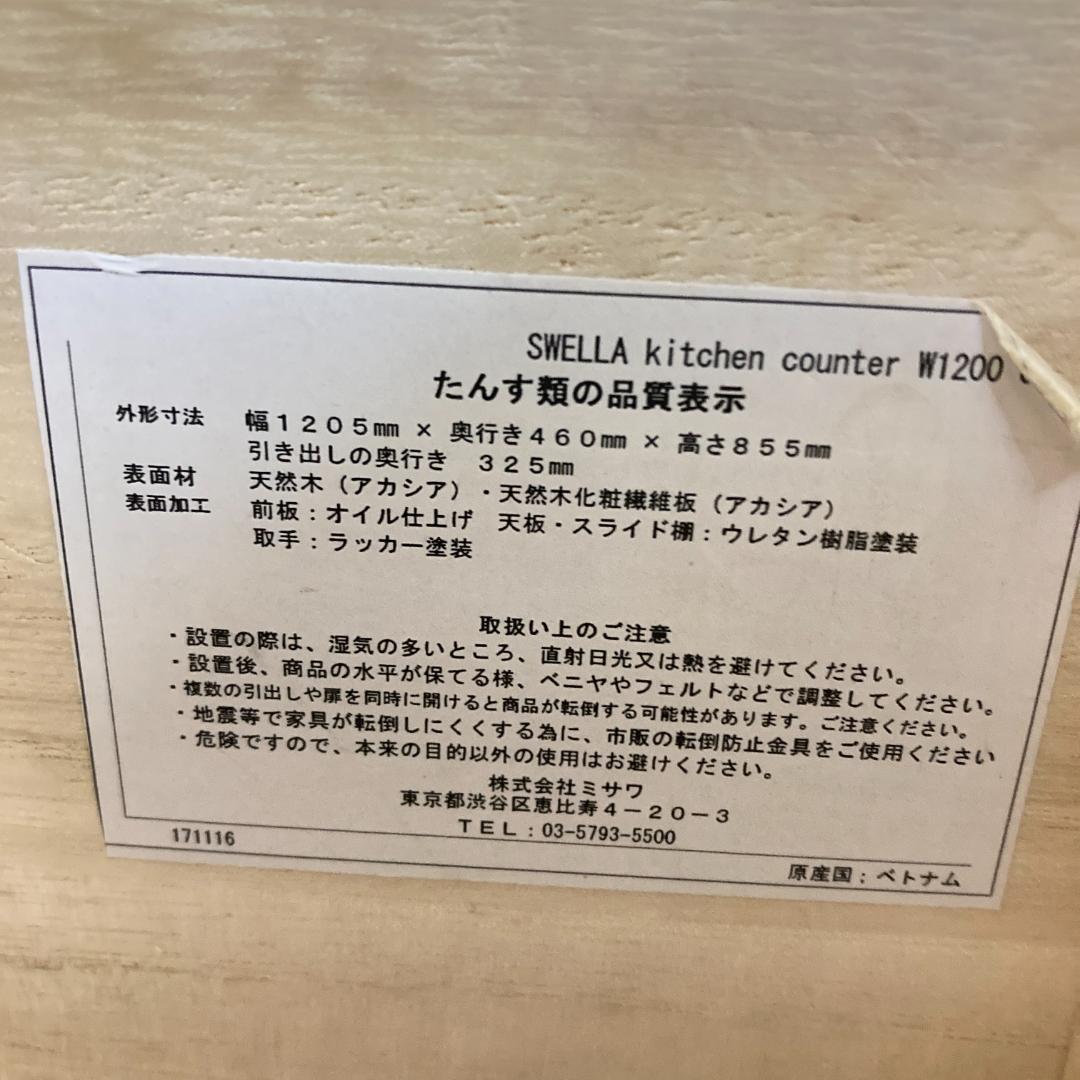 SWELLA kitchen counter W1200
たんす類の品質表示
外形寸法 幅1205㎜ × 奥行き460㎜ × 高さ855㎜
引き出しの奥行き 325㎜
表面材 天然木(アカシア)・天然木化粧繊維板(アカシア)
表面加工 前板:オイル仕上げ 天板・スライド棚:ウレタン樹脂塗装
取手:ラッカー塗装
取扱い上のご注意
・設置の際は、湿気の多いところ、直射日光又は熱を避けてください。
・設置後、商品の水平が保てる様、ベニヤやフェルトなどで調整してください。
・複数の引出しや扉を同時に開けると商品が転倒する可能性があります。ご注意ください。
・地震等で家具が転倒しにくくする為に、市販の転倒防止金具をご使用ください
・危険ですので、本来の目的以外の使用はお避けください。
株式会社ミサワ
東京都渋谷区恵比寿4-20-3
TEL:03-5793-5500
171116
原産国:ベトナム